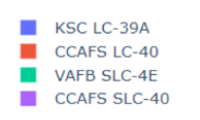 KSC LC-39A
CCAFS LC-40
VAFB SLC-4E
CCAFS SLC-40